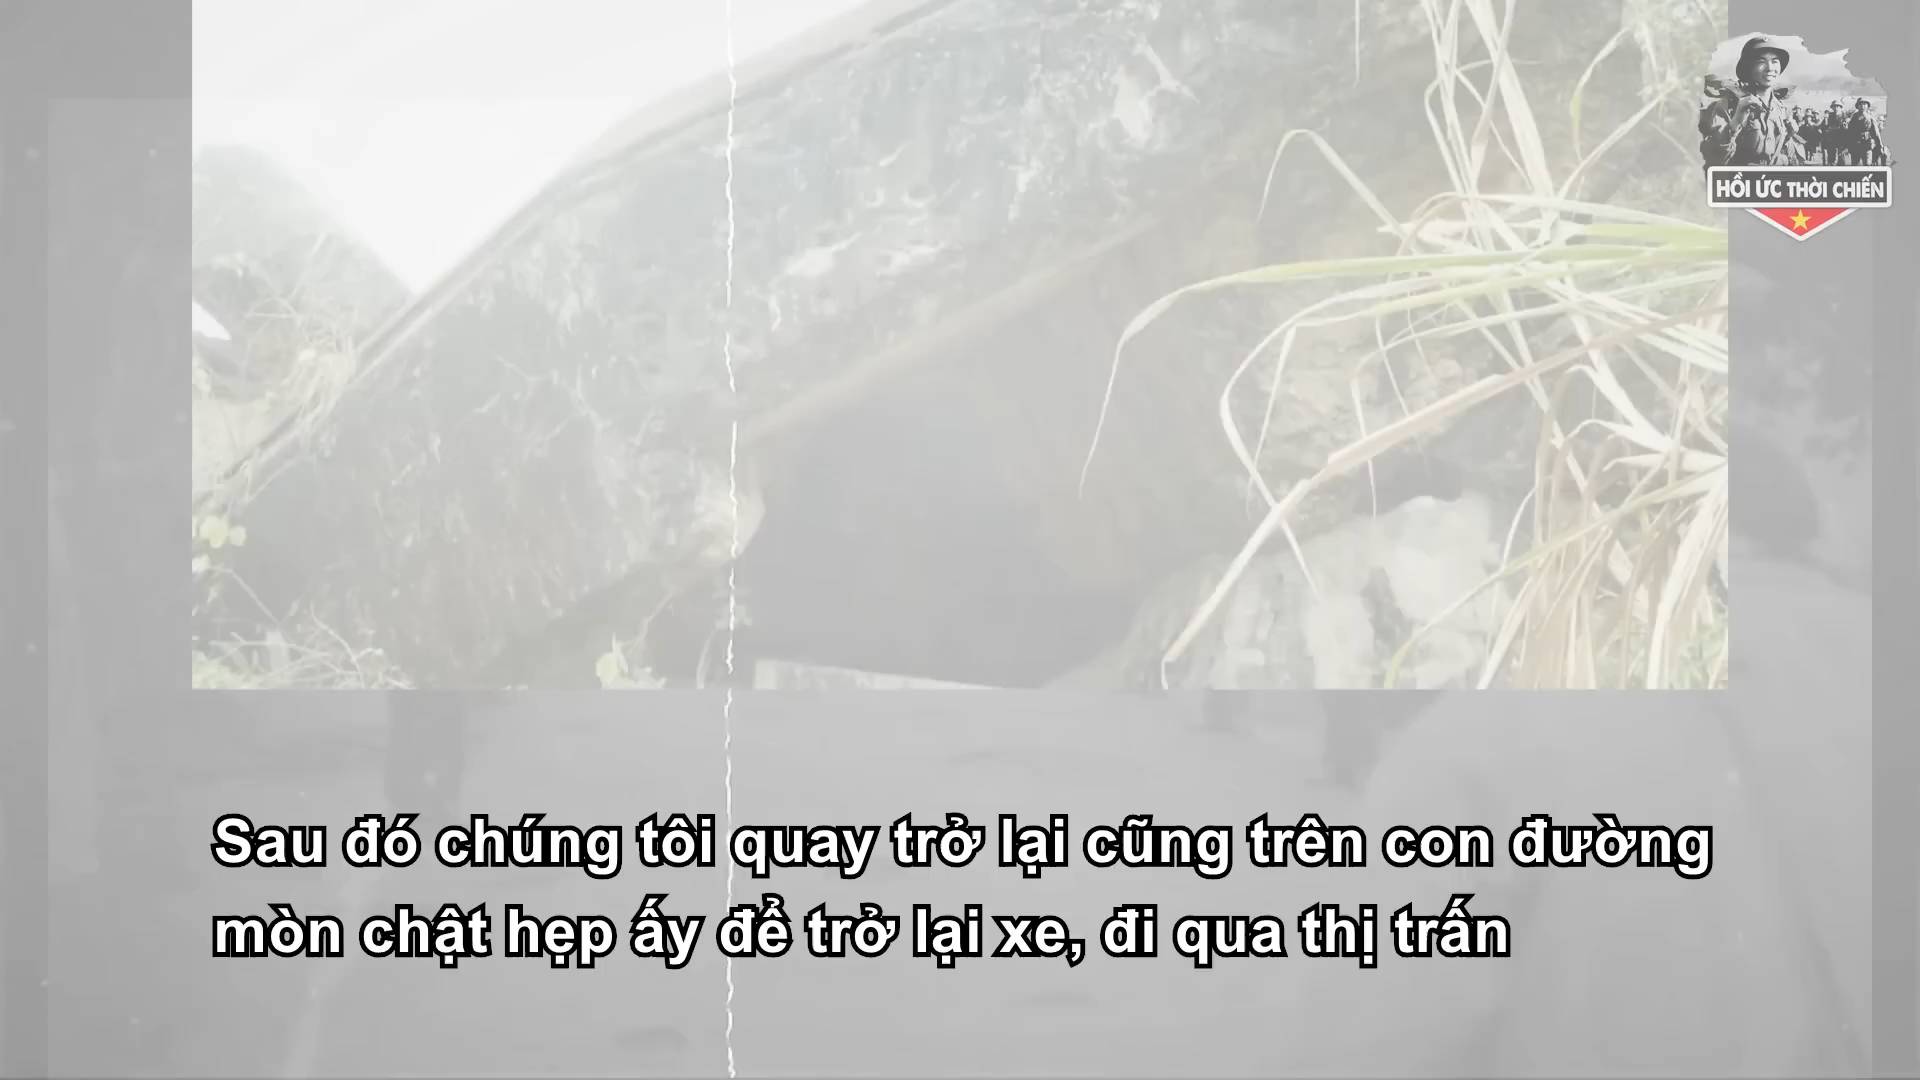 HỒI ỨC THỜI CHIẾN
Sau đó chúng tôi quay trở lại cũng trên con đường
mòn chật hẹp ấy để trở lại xe, đi qua thị trấn